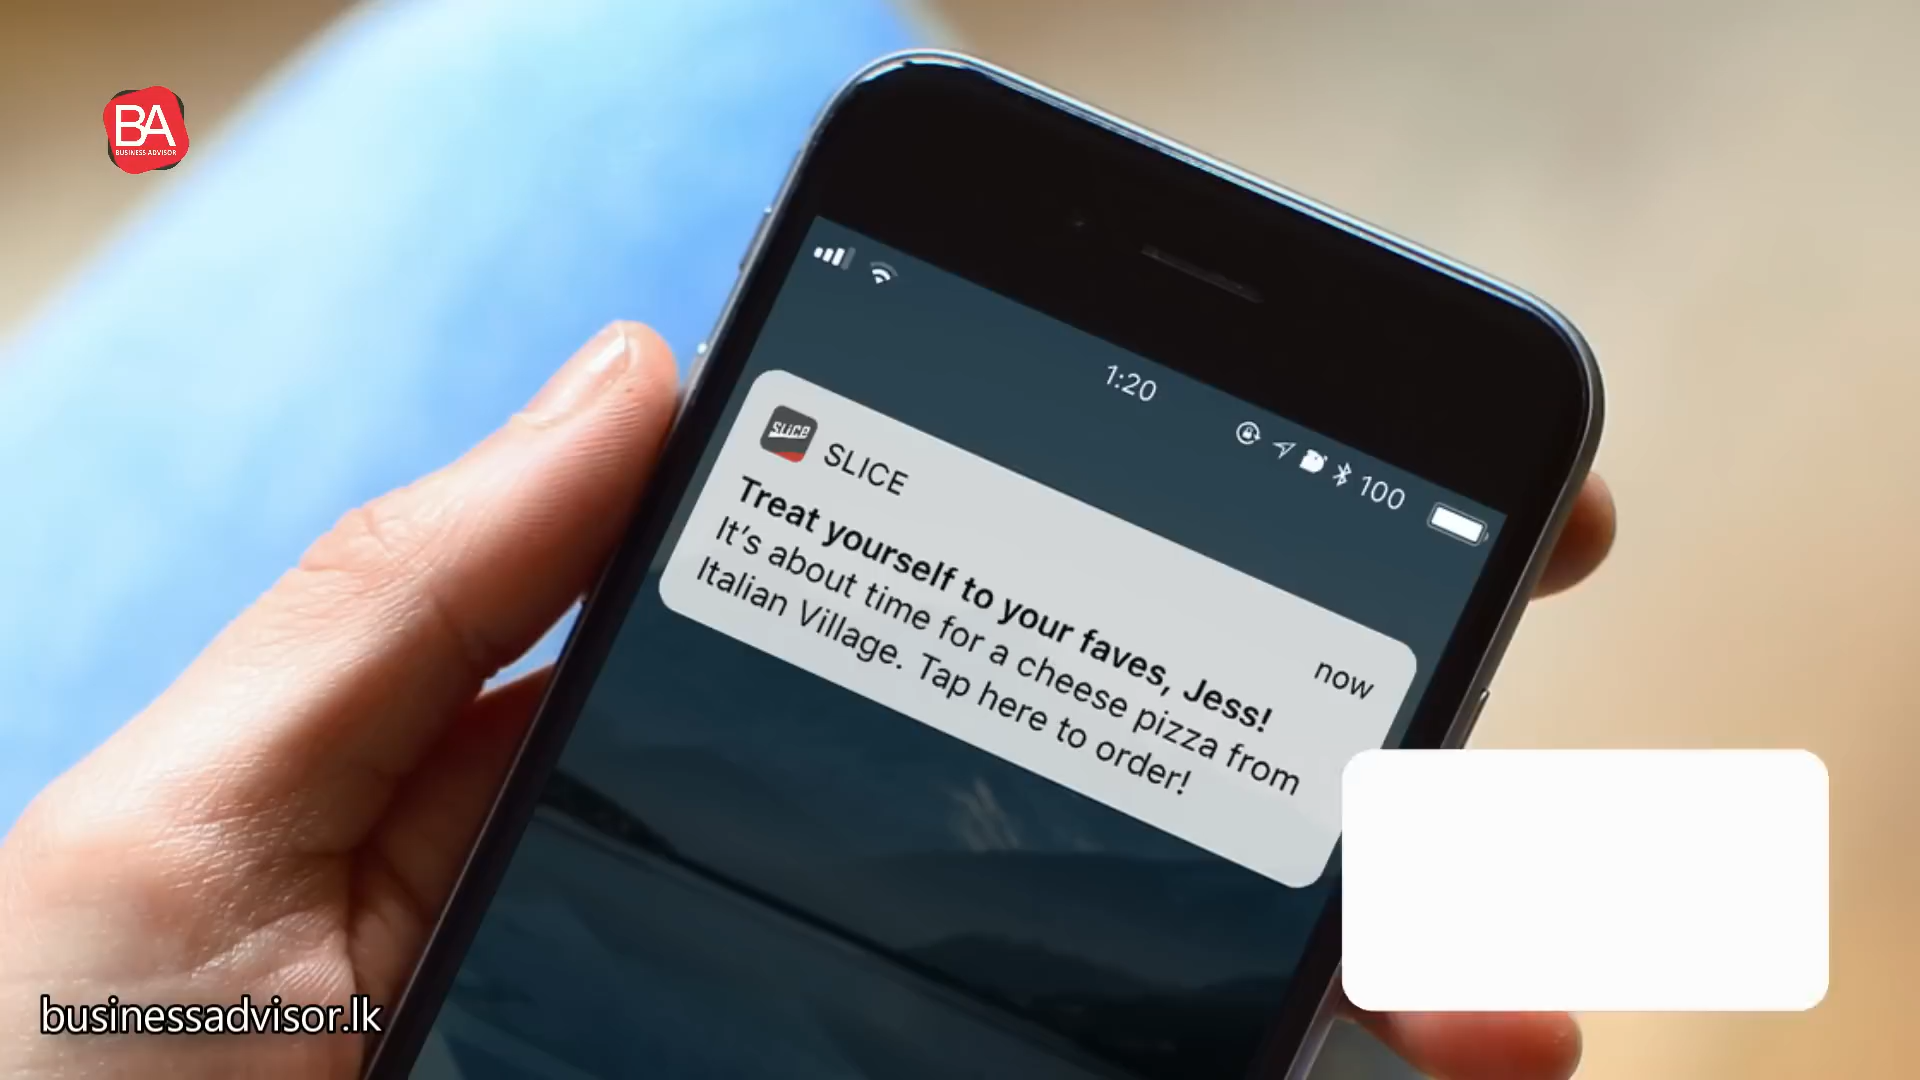 BA
BUSINESS ADVISOR
1:20
100
SLICE
SLICE
now
Treat yourself to your faves, Jess!
It's about time for a cheese pizza from
Italian Village. Tap here to order!
businessadvisor.lk